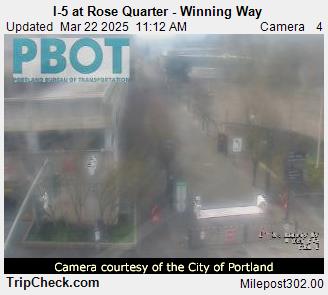 I-5 at Rose Quarter - Winning Way
Updated Mar 22 2025 11:12 AM Camera 4
PBOT
PORTLAND BUREAU OF TRANSPORTATION
Camera courtesy of the City of Portland
TripCheck.com Milepost302.00